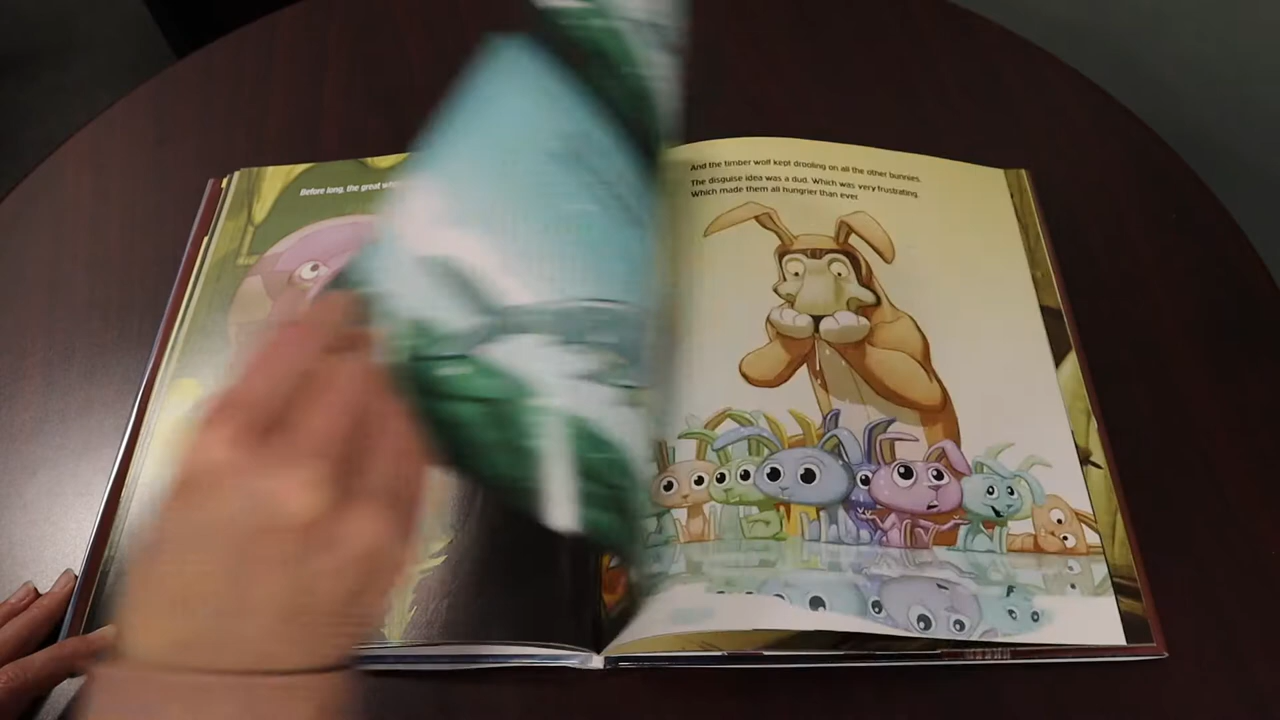 Before long, the great
And the timber wolf kept drooling on all the other bunnies.
The disguise idea was a dud. Which was very frustrating.
Which made them all hungrier than ever.